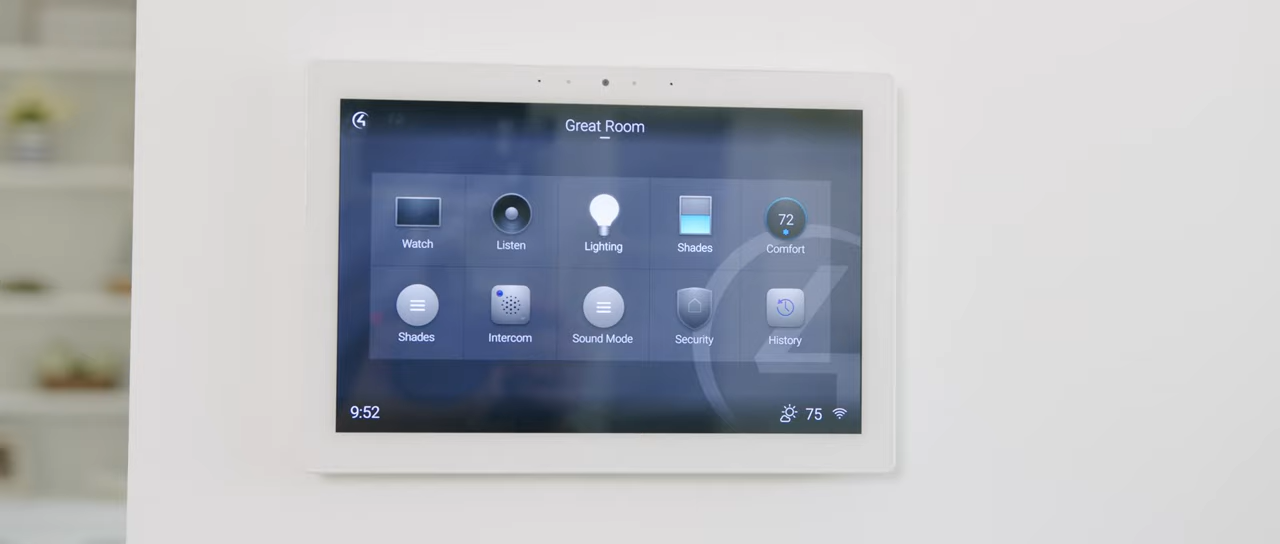 Great Room
Watch
Listen
Lighting
Shades
72
Comfort
Shades
Intercom
Sound Mode
Security
History
9:52
75